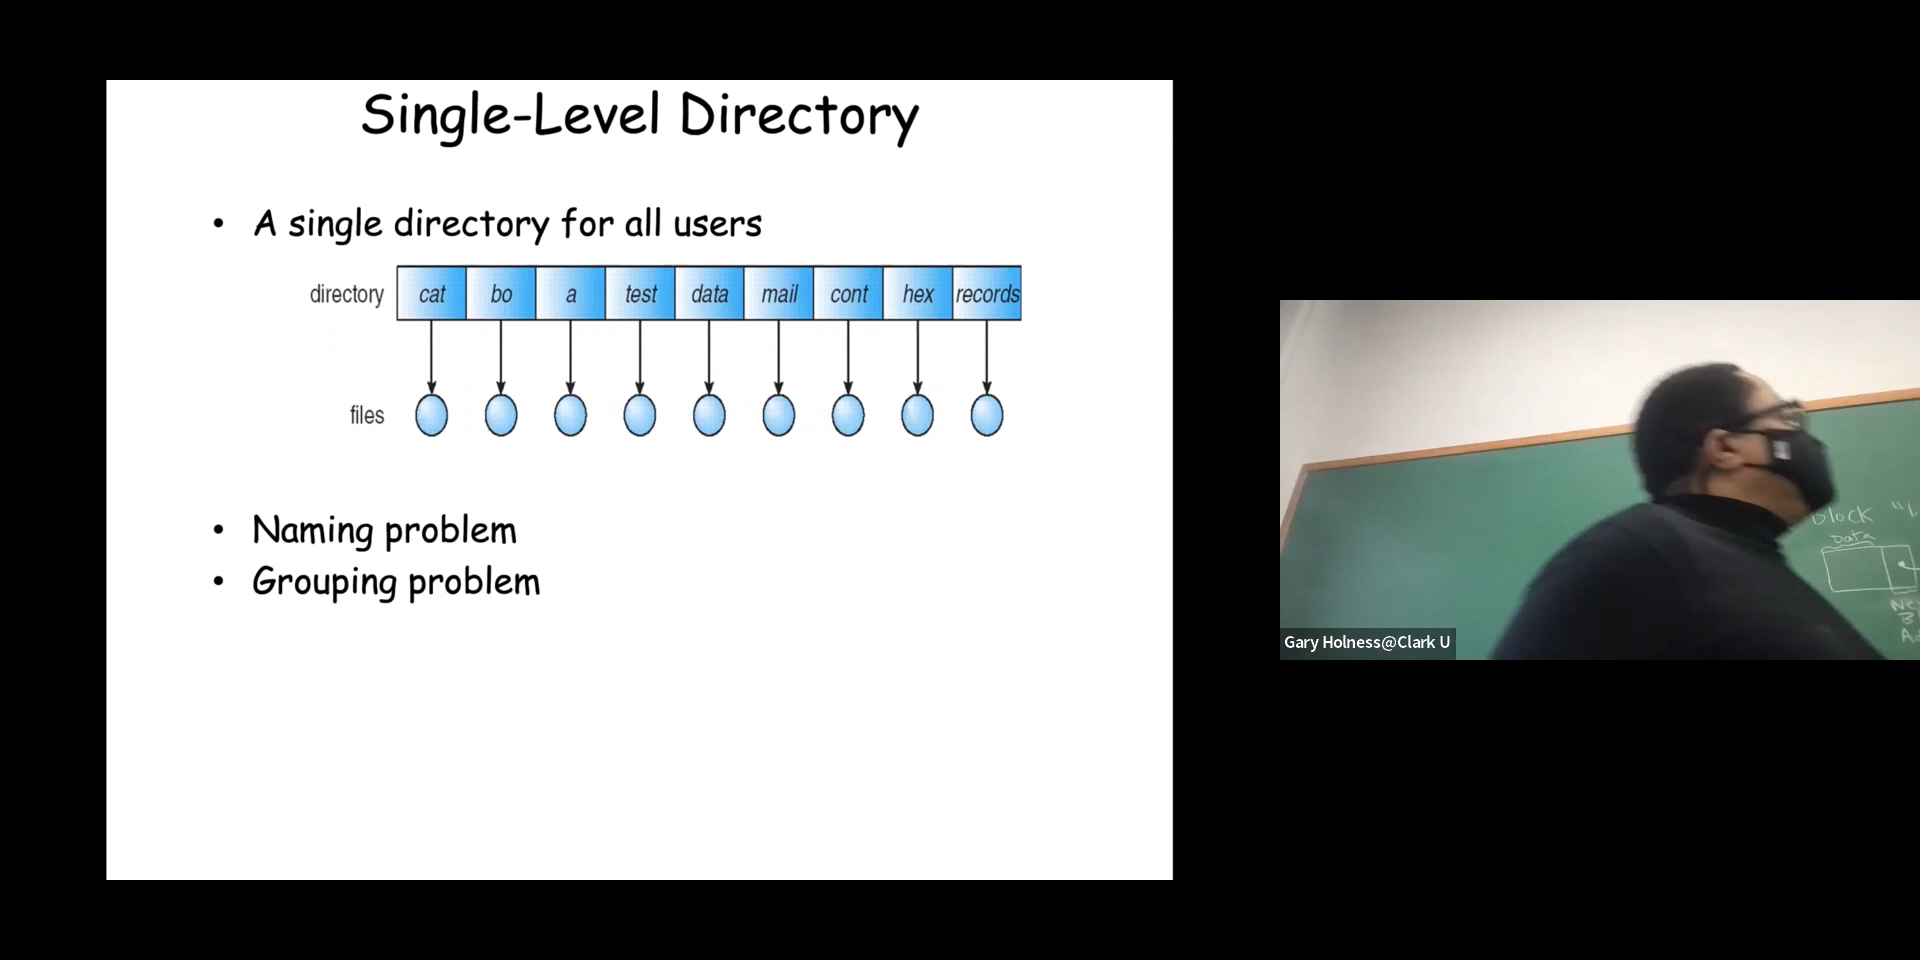 Single-Level Directory
• A single directory for all users
directory cat bo a test data mail cont hex records
files
• Naming problem
• Grouping problem
Block
Data
Gary Holness@Clark U